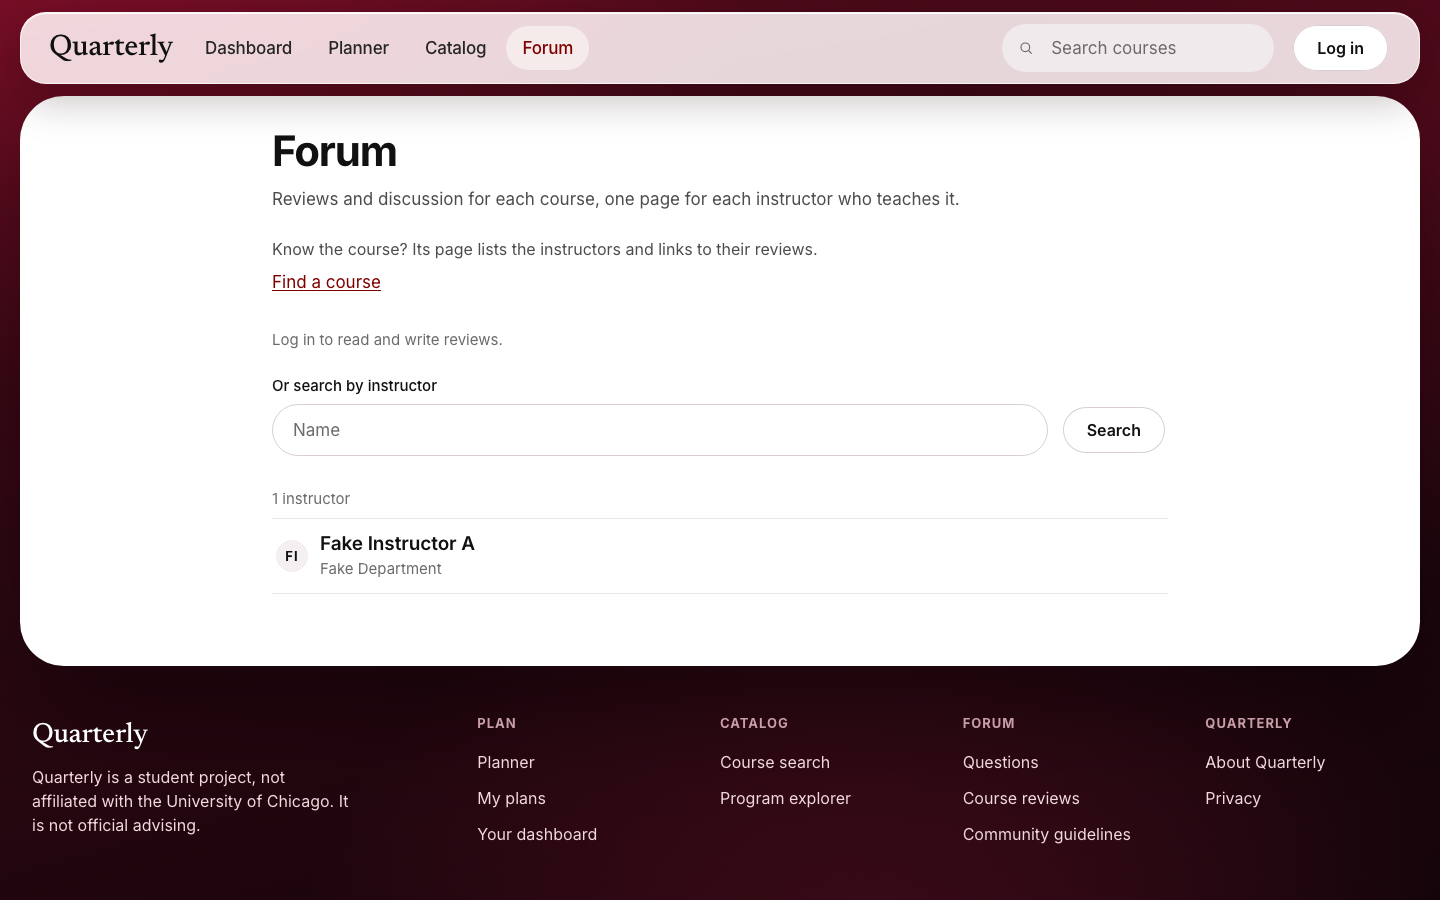 Quarterly
Dashboard
Planner
Catalog
Forum
Search courses
Log in
Forum
Reviews and discussion for each course, one page for each instructor who teaches it.
Know the course? Its page lists the instructors and links to their reviews.
Find a course
Log in to read and write reviews.
Or search by instructor
Name
Search
1 instructor
FI
Fake Instructor A
Fake Department
Quarterly
Quarterly is a student project, not
affiliated with the University of Chicago. It
is not official advising.
PLAN
Planner
My plans
Your dashboard
CATALOG
Course search
Program explorer
FORUM
Questions
Course reviews
Community guidelines
QUARTERLY
About Quarterly
Privacy